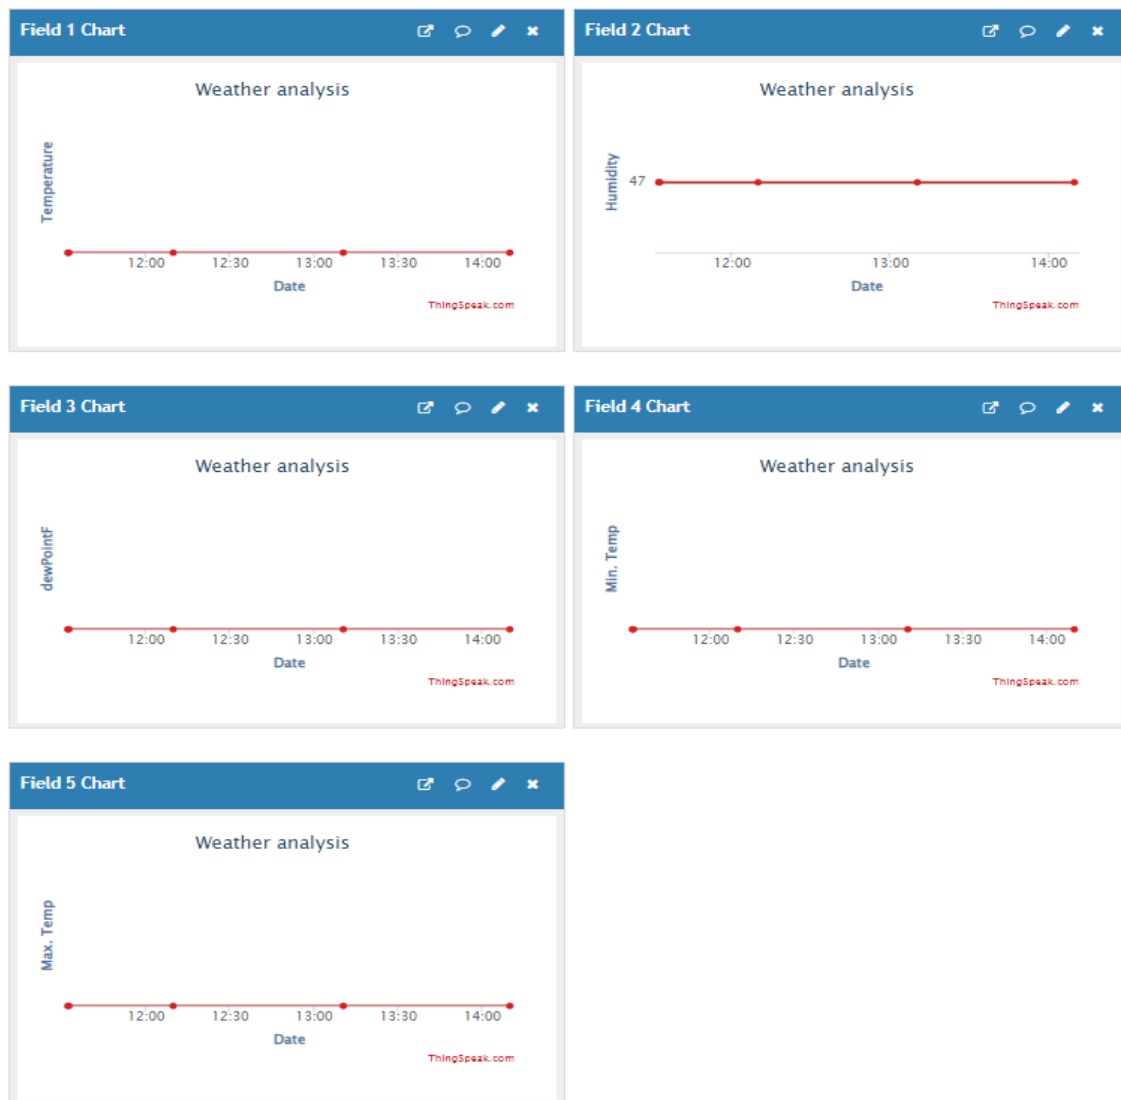 Field 1 Chart
Weather analysis
Temperature
12:00 12:30 13:00 13:30 14:00
Date
ThingSpeak.com
Field 2 Chart
Weather analysis
Humidity
47
12:00 13:00 14:00
Date
ThingSpeak.com
Field 3 Chart
Weather analysis
dewPointF
12:00 12:30 13:00 13:30 14:00
Date
ThingSpeak.com
Field 4 Chart
Weather analysis
Min. Temp
12:00 12:30 13:00 13:30 14:00
Date
ThingSpeak.com
Field 5 Chart
Weather analysis
Max. Temp
12:00 12:30 13:00 13:30 14:00
Date
ThingSpeak.com